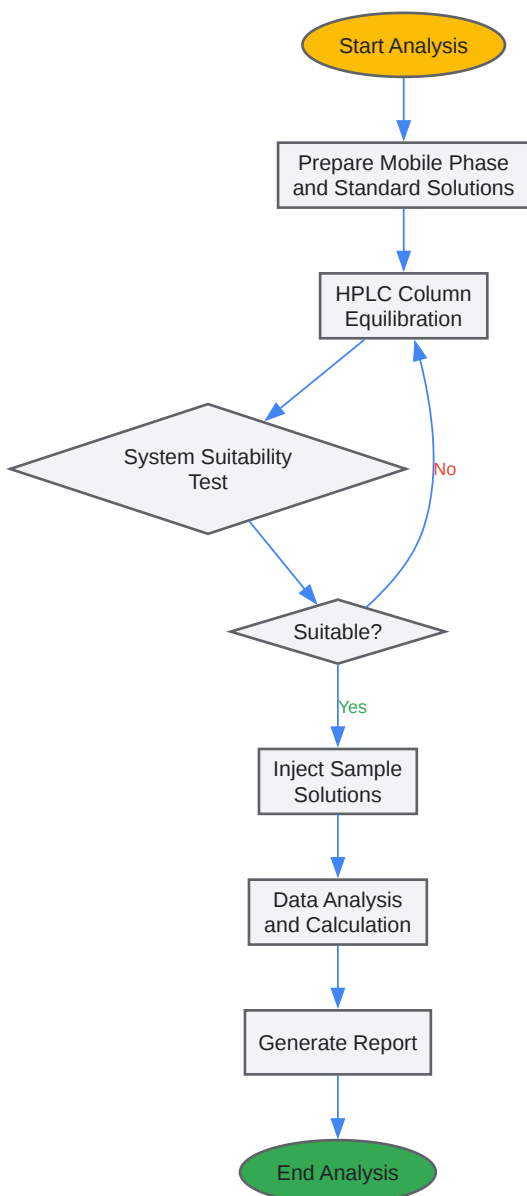 Start Analysis
Prepare Mobile Phase
and Standard Solutions
HPLC Column
Equilibration
System Suitability
Test
No
Suitable?
Yes
Inject Sample
Solutions
Data Analysis
and Calculation
Generate Report
End Analysis